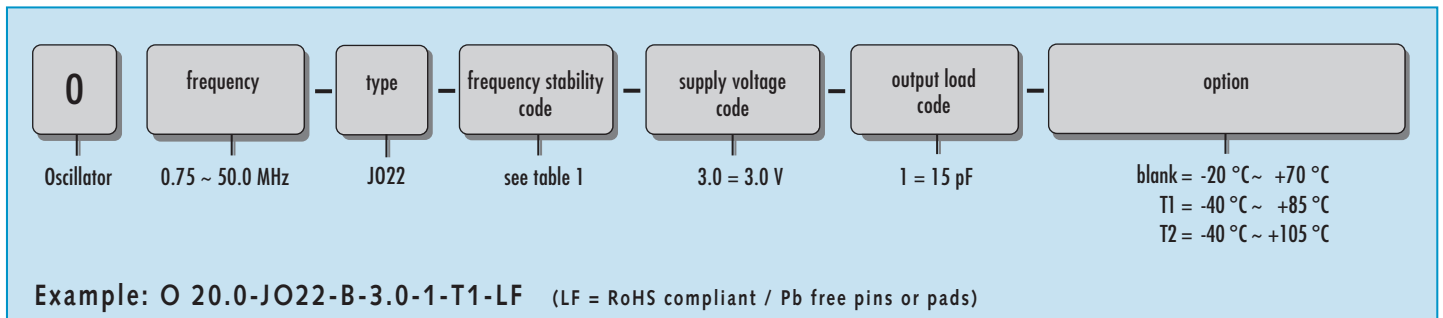 O
frequency
–
type
–
frequency stability
code
–
supply voltage
code
–
output load
code
–
option
Oscillator
0.75 ~ 50.0 MHz
JO22
see table 1
3.0 = 3.0 V
1 = 15 pF
blank = -20 °C~ +70 °C
T1 = -40 °C~ +85 °C
T2 = -40 °C~ +105 °C
Example: O 20.0-JO22-B-3.0-1-T1-LF (LF = RoHS compliant / Pb free pins or pads)